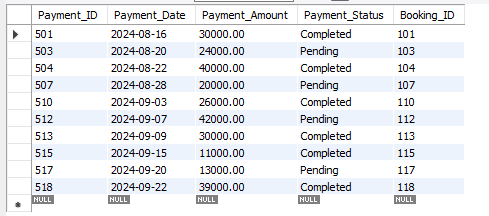 Payment_ID Payment_Date Payment_Amount Payment_Status Booking_ID
501 2024-08-16 30000.00 Completed 101
503 2024-08-20 24000.00 Pending 103
504 2024-08-22 40000.00 Completed 104
507 2024-08-28 20000.00 Pending 107
510 2024-09-03 26000.00 Completed 110
512 2024-09-07 42000.00 Pending 112
513 2024-09-09 30000.00 Completed 113
515 2024-09-15 11000.00 Completed 115
517 2024-09-20 13000.00 Pending 117
518 2024-09-22 39000.00 Completed 118
NULL NULL NULL NULL NULL